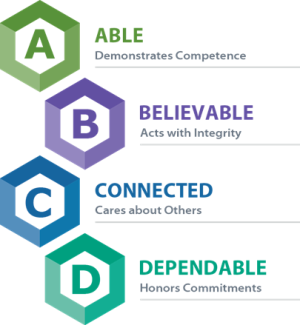 A
ABLE
Demonstrates Competence
B
BELIEVABLE
Acts with Integrity
C
CONNECTED
Cares about Others
D
DEPENDABLE
Honors Commitments